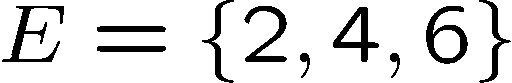 E = {2, 4, 6}